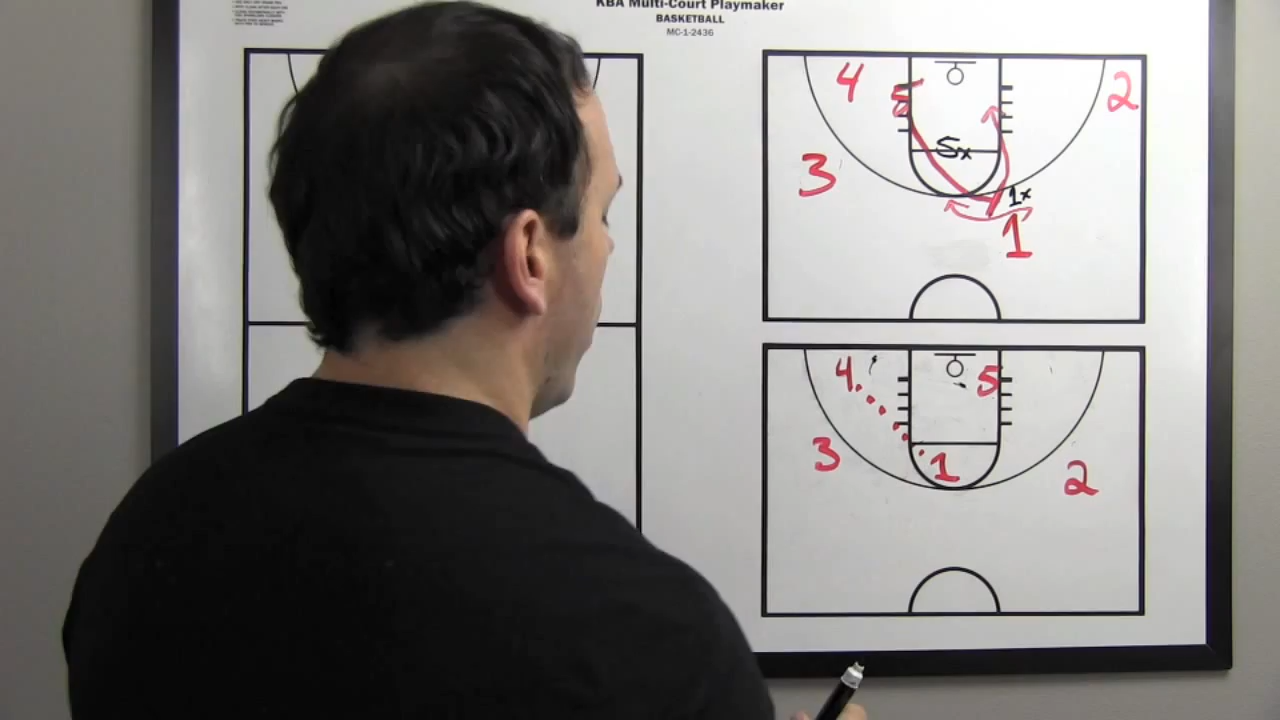 KBA Multi-Court Playmaker
BASKETBALL
MC-1-2436
4
5
2
3
5x
1x
1
4
5
3
1
2